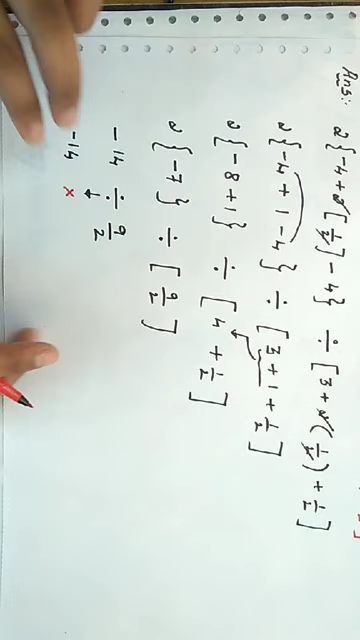 Ans:
2{-4+2[1/2]-4} ÷ [3+2(1/2)+1/2]
2{-4+1-4} ÷ [3+1+1/2]
2{-8+1} ÷ [4+1/2]
2{-7} ÷ [9/2]
-14 ÷ 9/2
-14 ×